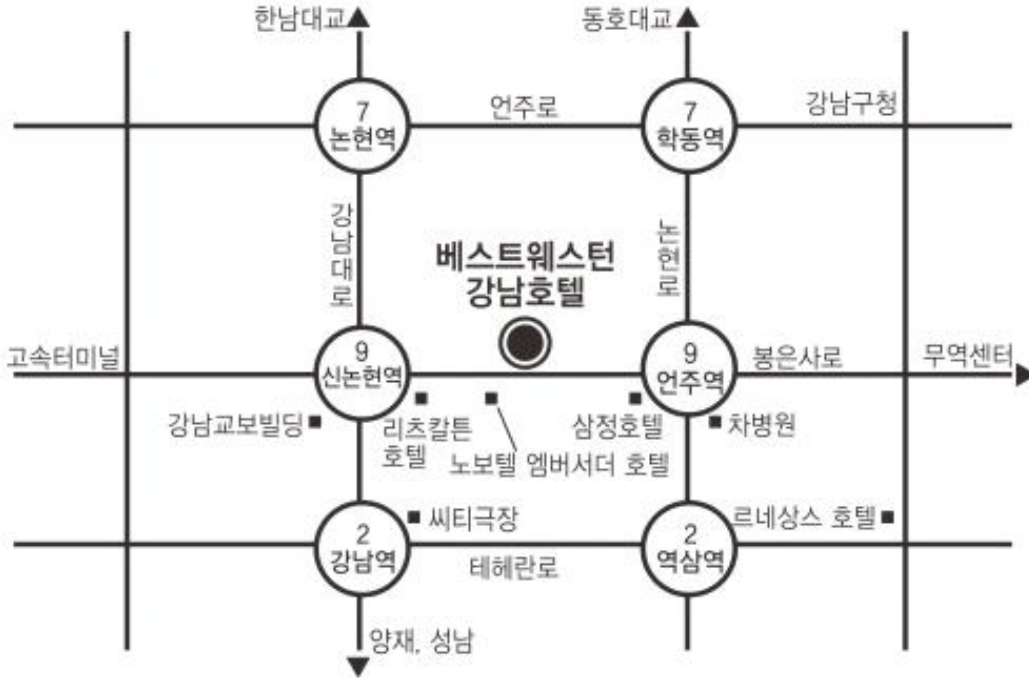 한남대교
동호대교
7
논현역
언주로
7
학동역
강남구청
강남대로
베스트웨스턴
강남호텔
논현로
고속터미널
9
신논현역
9
언주역
봉은사로
무역센터
강남교보빌딩
리츠칼튼
호텔
노보텔 엠버서더 호텔
삼정호텔
차병원
2
강남역
씨티극장
테헤란로
2
역삼역
르네상스 호텔
양재, 성남